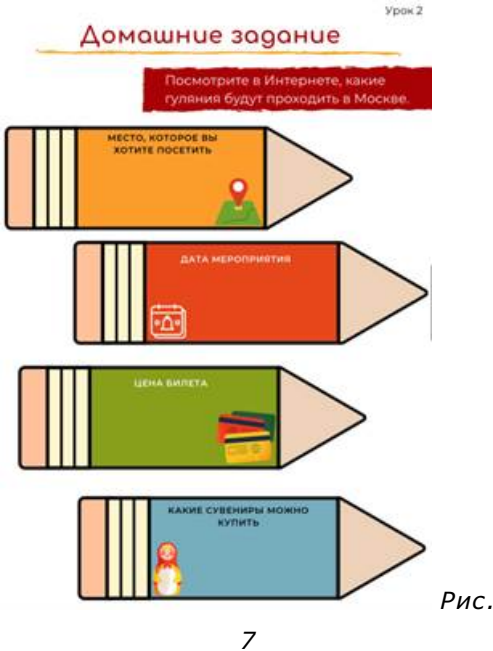 Урок 2
Домашние задание
Посмотрите в Интернете, какие
гуляния будут проходить в Москве.
МЕСТО, КОТОРОЕ ВЫ
ХОТИТЕ ПОСЕТИТЬ
ДАТА МЕРОПРИЯТИЯ
ЦЕНА БИЛЕТА
КАКИЕ СУВЕНИРЫ МОЖНО
КУПИТЬ
Рис.
7